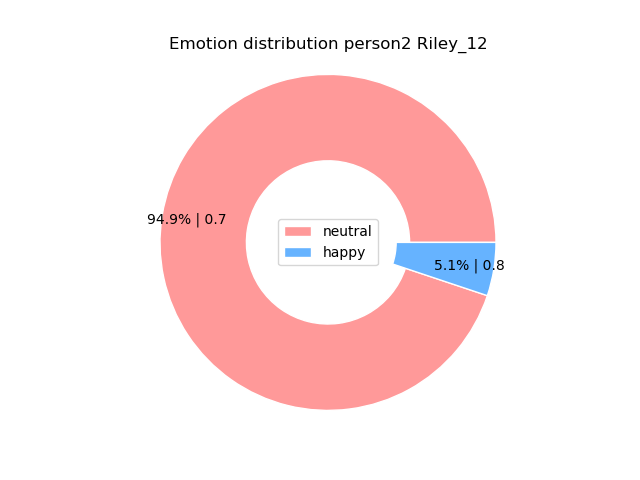 Emotion distribution person2 Riley_12
94.9% | 0.7
neutral
happy
5.1% | 0.8